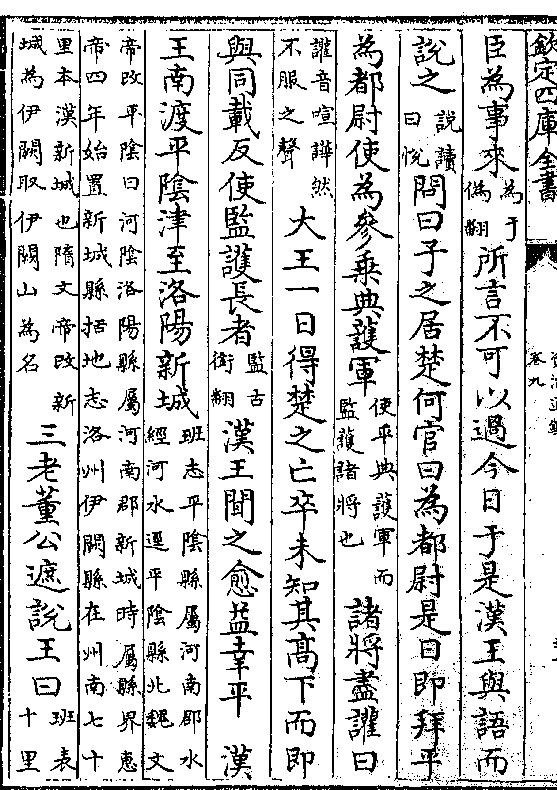 欽定四庫全書
卷九
臣為事來為于偽翻所言不可以過今日于是漢王與語而
說之說讀曰悅問曰子之居楚何官曰為都尉是日即拜平
為都尉使為參乘典護軍使平典護軍而監護諸將也諸將盡讙曰
讙音喧譁然不服之聲大王一日得楚之亡卒未知其高下而即
與同載反使監護長者監古銜翻漢王聞之愈益幸平 漢
王南渡平陰津至洛陽新城班志平陰縣屬河南郡水經河水逕平陰縣北魏文
帝改平陰曰河陰洛陽縣屬河南郡新城時屬縣界惠帝四年始置新城縣括地志洛州伊闕縣在州南七十
里本漢新城也隋文帝改新城為伊闕取伊闕山為名三老董公遮說王曰班表十里